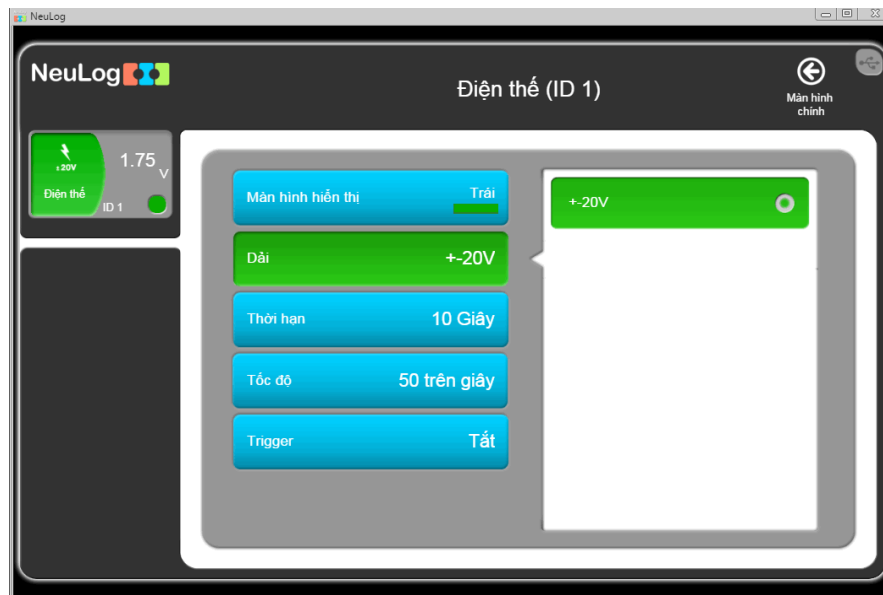 NeuLog
NeuLog
Điện thế (ID 1)
Màn hình
chính
±20V
1.75 V
Điện thế
ID 1
Màn hình hiển thị Trái
+-20V
Dải +-20V
Thời hạn 10 Giây
Tốc độ 50 trên giây
Trigger Tắt